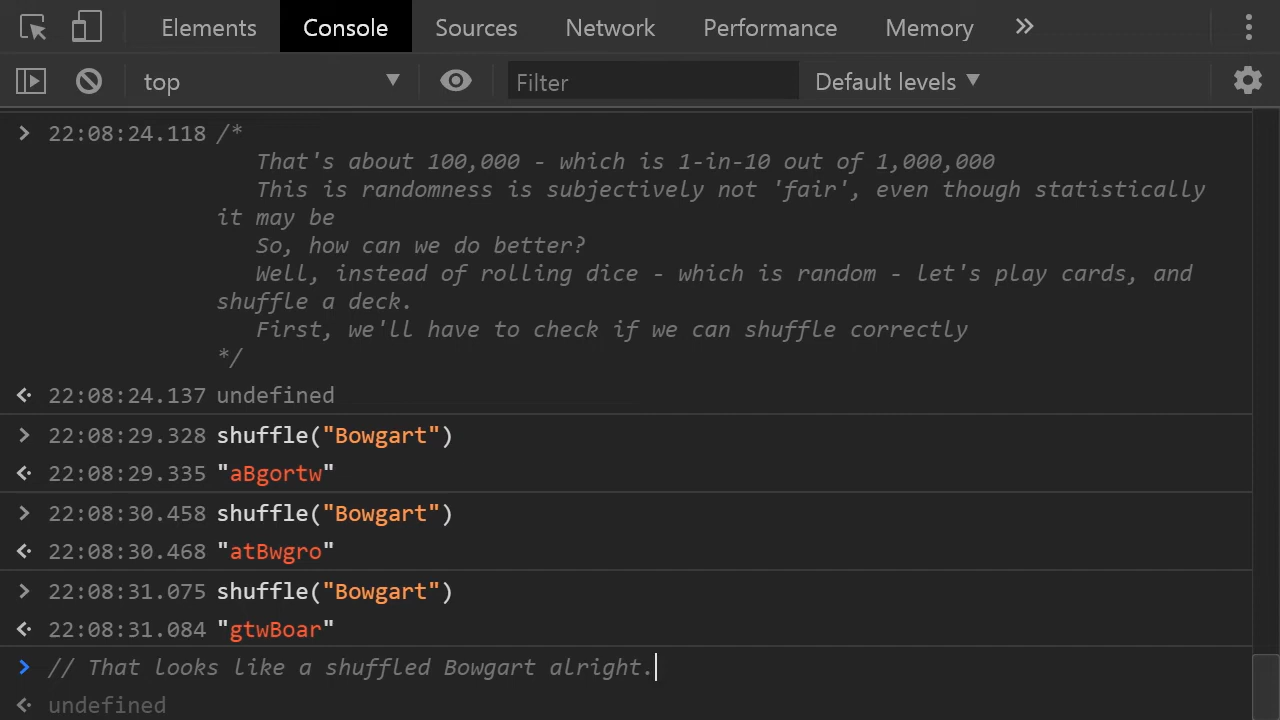 Elements Console Sources Network Performance Memory »
top ▼ Filter Default levels ▼
> 22:08:24.118 /*
That's about 100,000 - which is 1-in-10 out of 1,000,000
This is randomness is subjectively not 'fair', even though statistically
it may be
So, how can we do better?
Well, instead of rolling dice - which is random - let's play cards, and
shuffle a deck.
First, we'll have to check if we can shuffle correctly
*/
22:08:24.137 undefined
> 22:08:29.328 shuffle("Bowgart")
22:08:29.335 "aBgortw"
> 22:08:30.458 shuffle("Bowgart")
22:08:30.468 "atBwgro"
> 22:08:31.075 shuffle("Bowgart")
22:08:31.084 "gtwBoar"
> // That looks like a shuffled Bowgart alright.
undefined